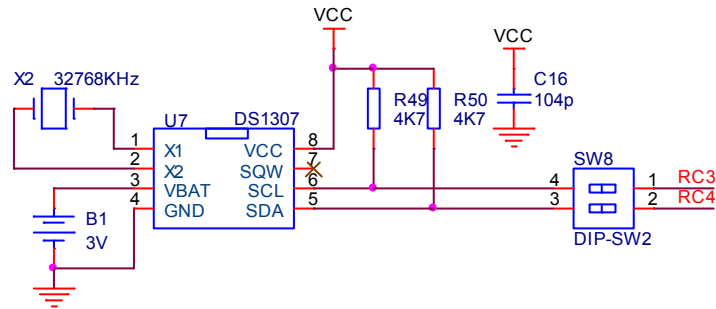 VCC
VCC
X2 32768KHz
C16
104p
R49
4K7
R50
4K7
U7 DS1307
1 X1 VCC 8
2 X2 SQW 7
3 VBAT SCL 6
4 GND SDA 5
SW8
4 1 RC3
3 2 RC4
DIP-SW2
B1
3V